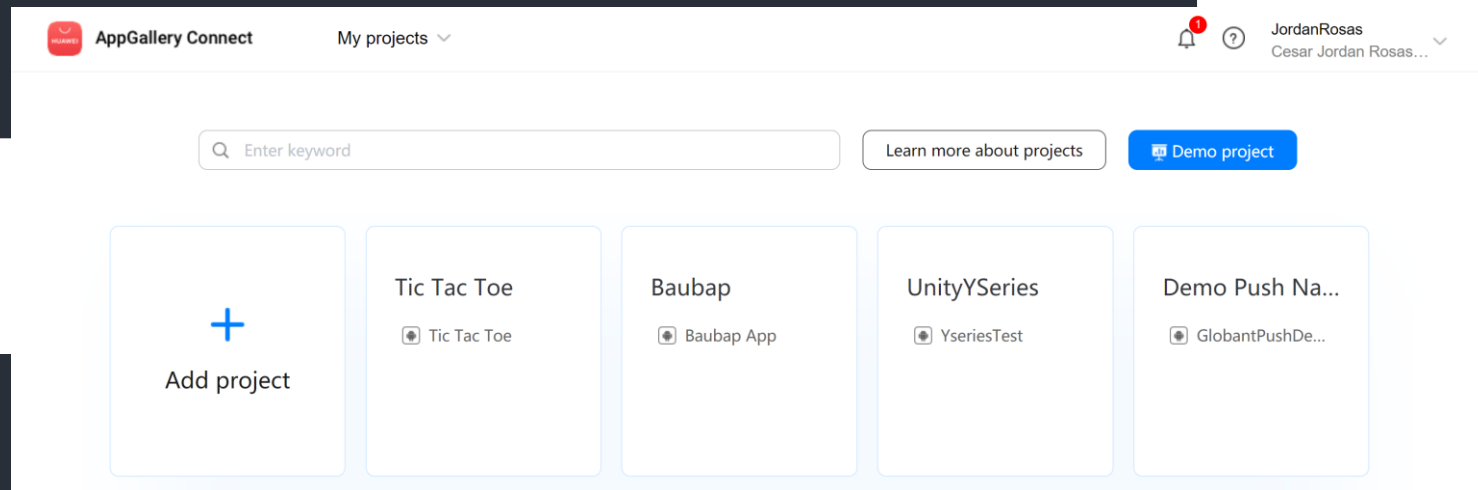 HUAWEI
AppGallery Connect
My projects
1
?
JordanRosas
Cesar Jordan Rosas...
Enter keyword
Learn more about projects
Demo project
Add project
Tic Tac Toe
Tic Tac Toe
Baubap
Baubap App
UnityYSeries
YseriesTest
Demo Push Na...
GlobantPushDe...